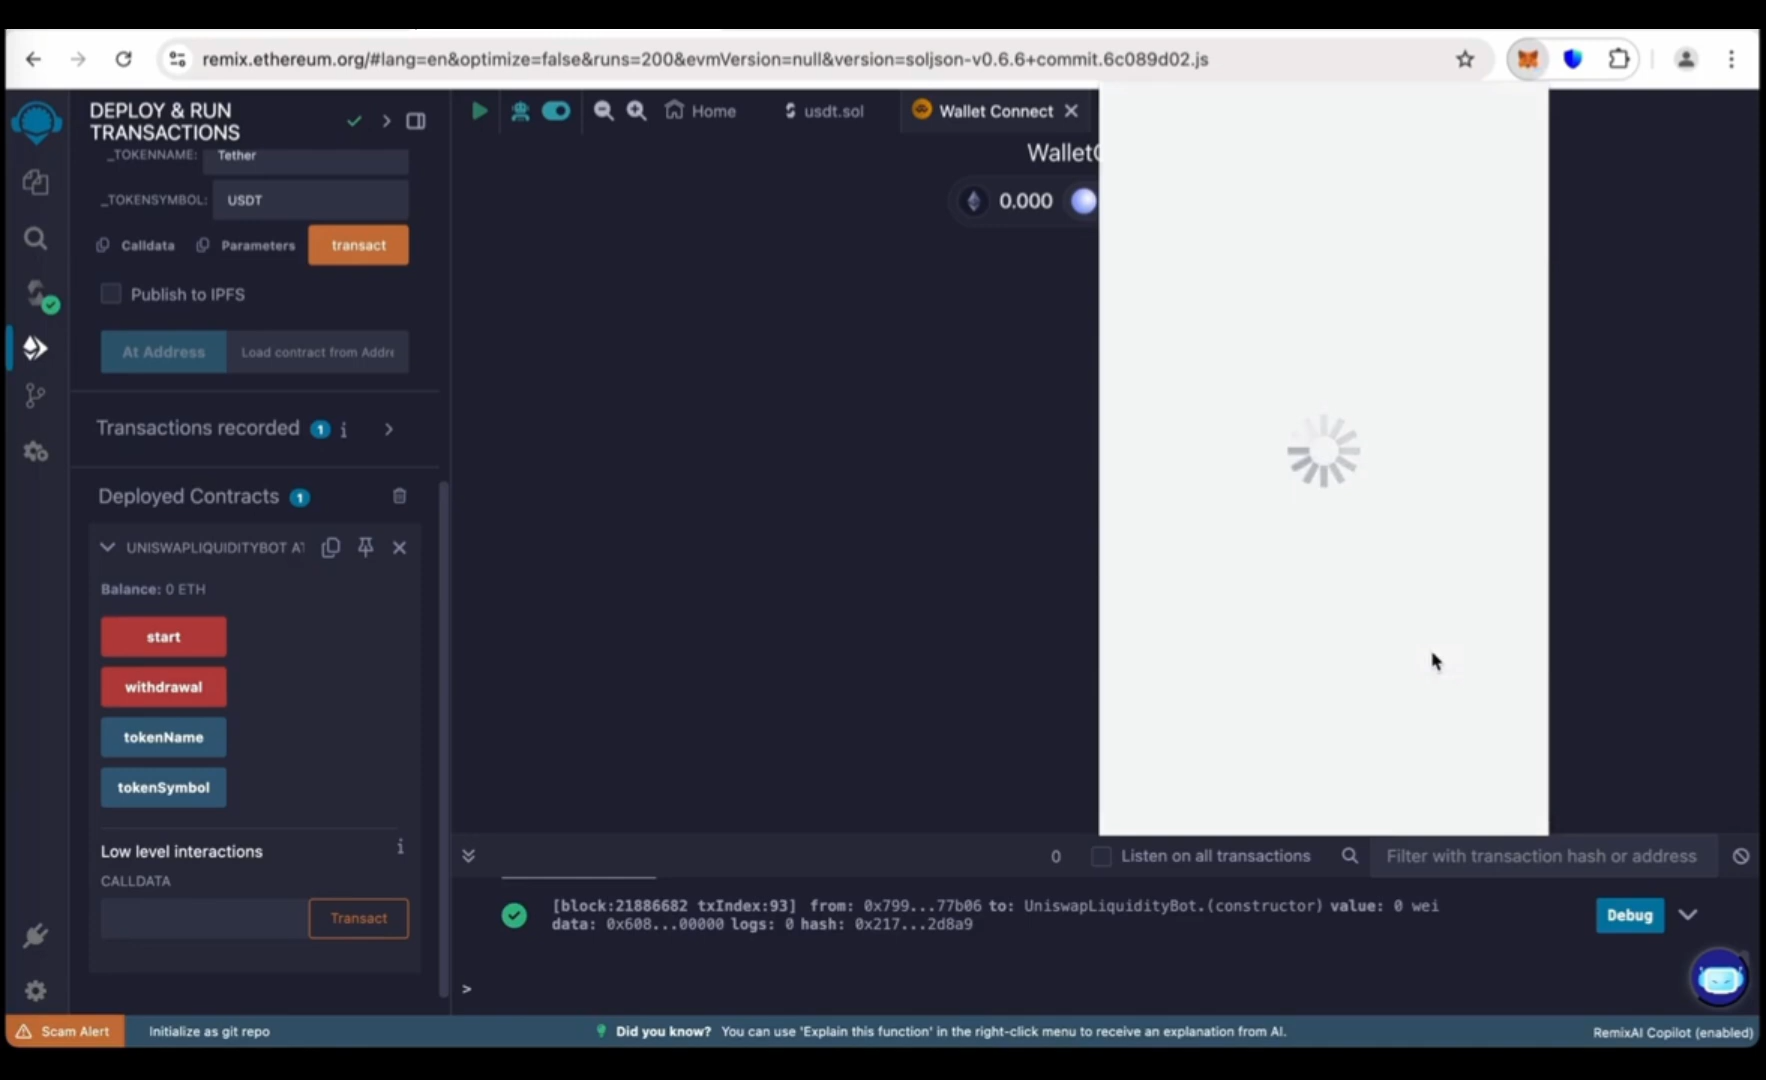 remix.ethereum.org/#lang=en&optimize=false&runs=200&evmVersion=null&version=soljson-v0.6.6+commit.6c089d02.js
DEPLOY & RUN
TRANSACTIONS
Home
usdt.sol
Wallet Connect
_TOKENNAME: Tether
WalletC
_TOKENSYMBOL: USDT
0.000
Calldata Parameters transact
Publish to IPFS
At Address Load contract from Addre
Transactions recorded 1 i
Deployed Contracts 1
UNISWAPLIQUIDITYBOT AT
Balance: 0 ETH
start
withdrawal
tokenName
tokenSymbol
Low level interactions i
CALLDATA
Transact
0 Listen on all transactions Filter with transaction hash or address
[block:21886682 txIndex:93] from: 0x799...77b06 to: UniswapLiquidityBot.(constructor) value: 0 wei
data: 0x608...00000 logs: 0 hash: 0x217...2d8a9
Debug
>
Scam Alert Initialize as git repo Did you know? You can use 'Explain this function' in the right-click menu to receive an explanation from AI. RemixAI Copilot (enabled)